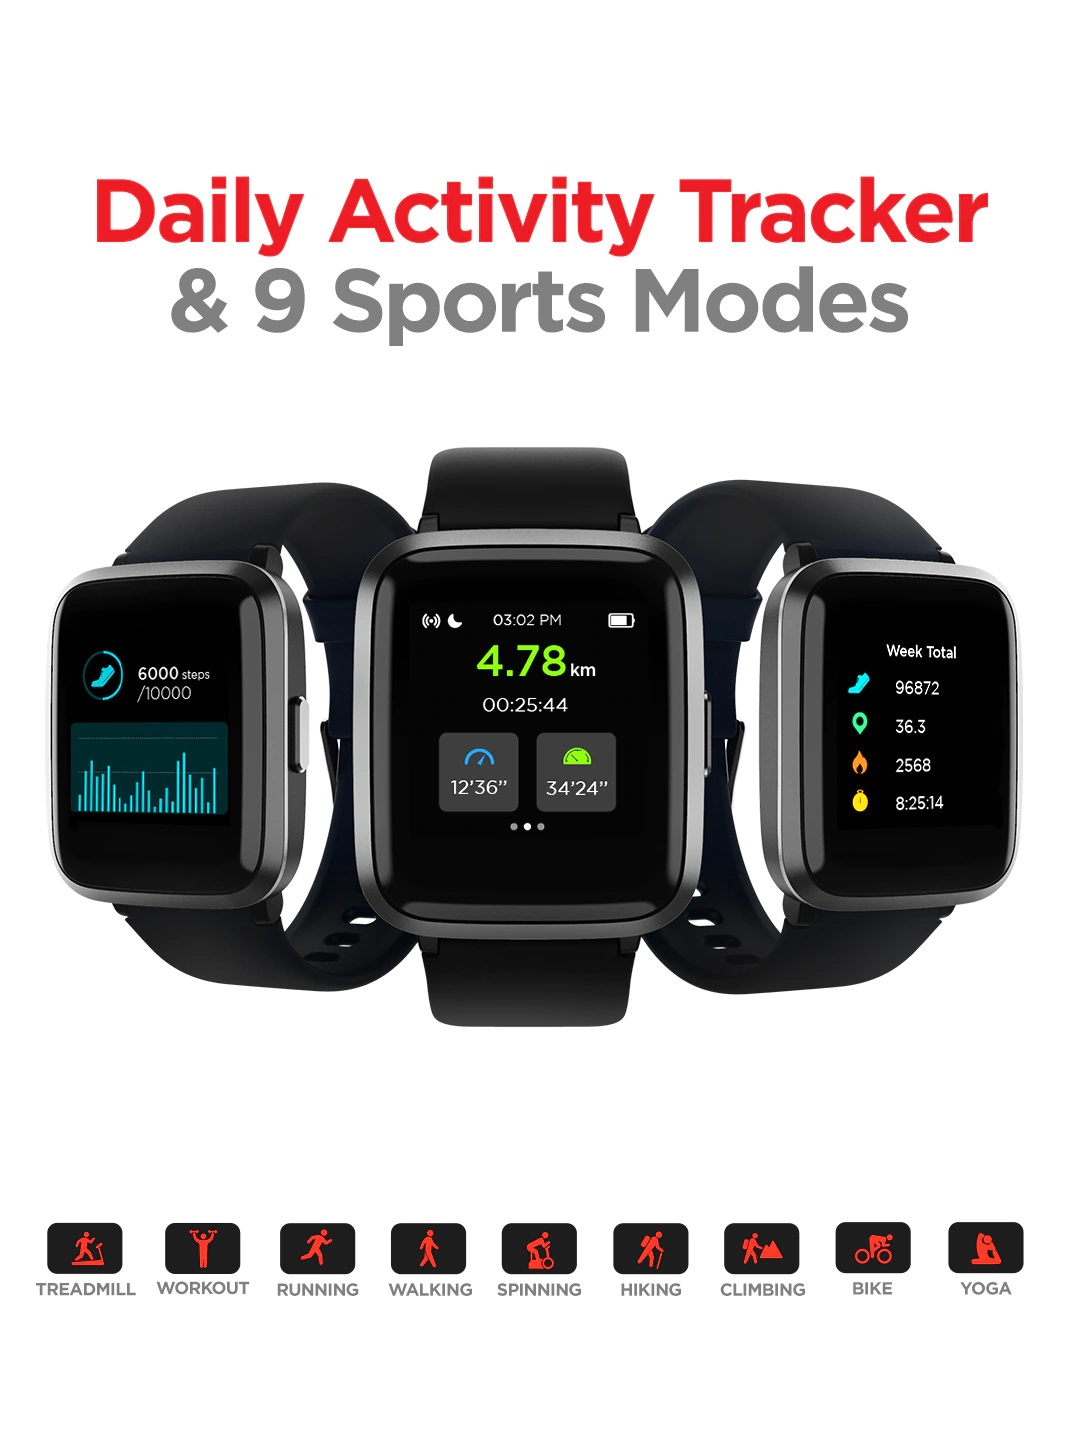 Daily Activity Tracker
& 9 Sports Modes
6000 steps
/10000
03:02 PM
4.78 km
00:25:44
12'36” 34'24”
Week Total
96872
36.3
2568
8:25:14
TREADMILL WORKOUT RUNNING WALKING SPINNING HIKING CLIMBING BIKE YOGA